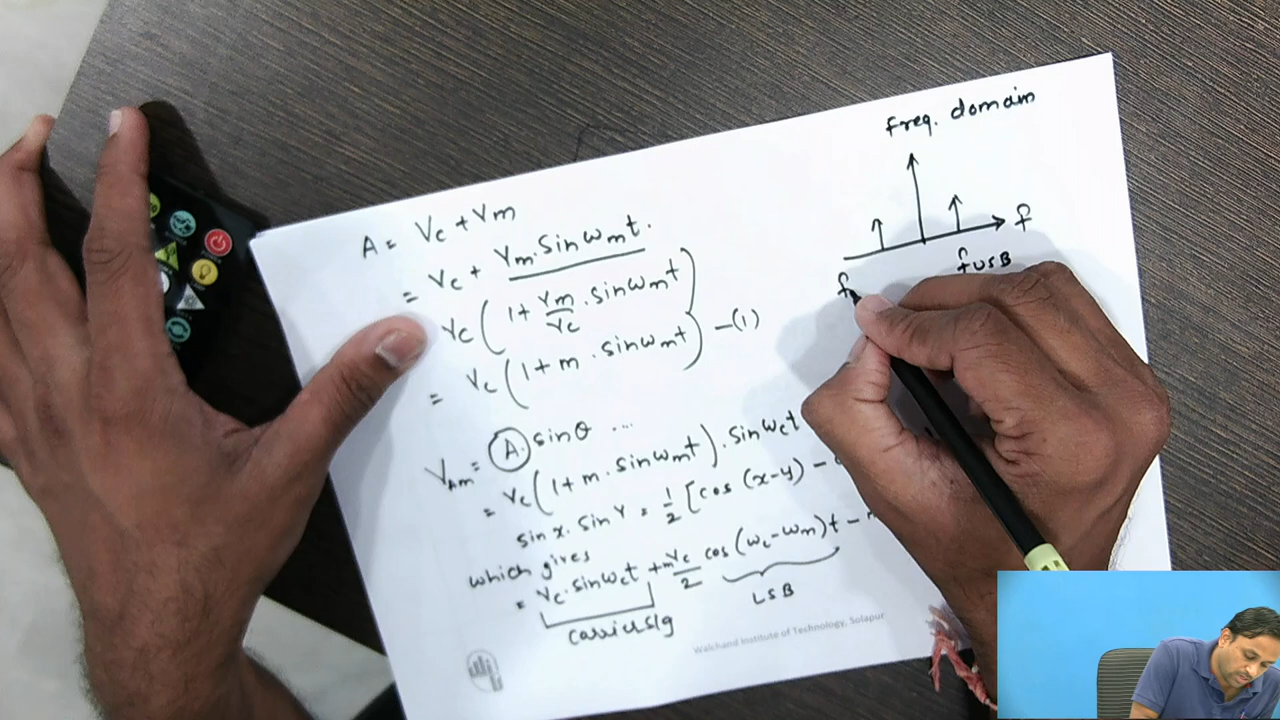 freq. domain
f
fUSB
f
A = Vc + Vm
= Vc + Vm. Sinωmt.
Vc ( 1 + Vm/Vc . sinωmt )
= Vc ( 1 + m . sinωmt ) -(1)
VAm = A. sinθ ...
= Vc ( 1 + m . sinωmt ) . sinωct
sin x. sin Y = 1/2 [ cos (x-y) -
which gives
= Vc. sinωct + mVc/2 cos (ωc-ωm)t -
carriersig
LSB
Walchand Institute of Technology, Solapur